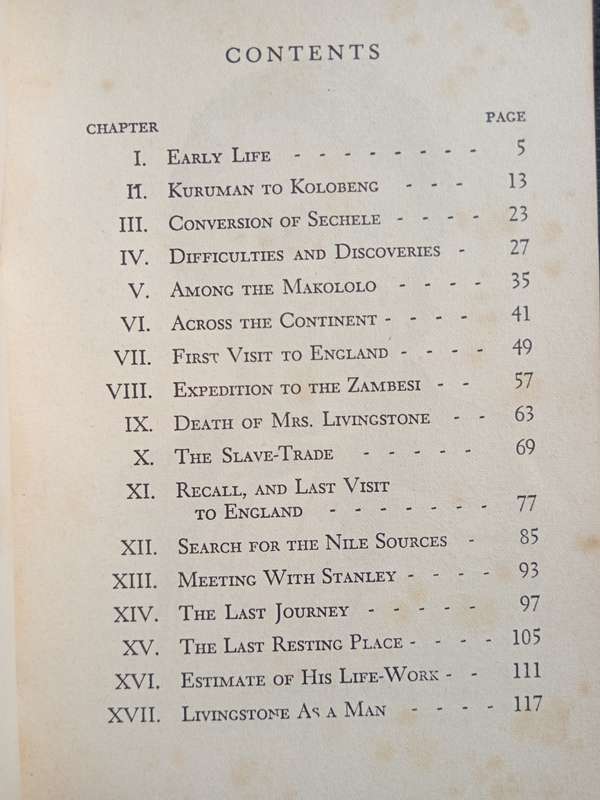 CONTENTS
CHAPTER PAGE
I. EARLY LIFE - - - - - - - - 5
II. KURUMAN TO KOLOBENG - - - 13
III. CONVERSION OF SECHELE - - - - 23
IV. DIFFICULTIES AND DISCOVERIES - 27
V. AMONG THE MAKOLOLO - - - - 35
VI. ACROSS THE CONTINENT - - - - 41
VII. FIRST VISIT TO ENGLAND - - - - 49
VIII. EXPEDITION TO THE ZAMBESI - - 57
IX. DEATH OF MRS. LIVINGSTONE - - 63
X. THE SLAVE-TRADE - - - - - 69
XI. RECALL, AND LAST VISIT
TO ENGLAND - - - - - - - 77
XII. SEARCH FOR THE NILE SOURCES - 85
XIII. MEETING WITH STANLEY - - - - 93
XIV. THE LAST JOURNEY - - - - - 97
XV. THE LAST RESTING PLACE - - - - 105
XVI. ESTIMATE OF HIS LIFE-WORK - - 111
XVII. LIVINGSTONE AS A MAN - - - - 117